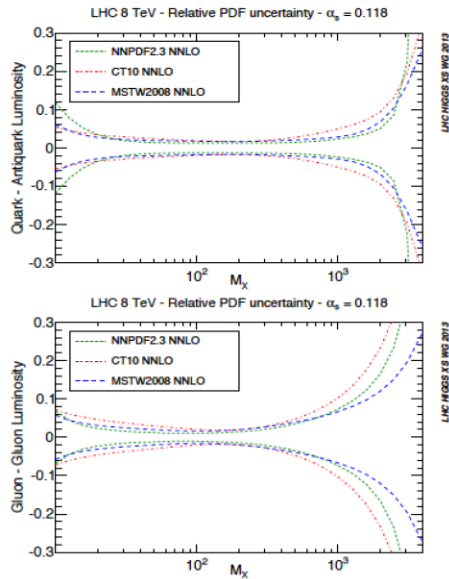 LHC 8 TeV - Relative PDF uncertainty - αs = 0.118
0.3
0.2
0.1
0
-0.1
-0.2
-0.3
Quark - Antiquark Luminosity
NNPDF2.3 NNLO
CT10 NNLO
MSTW2008 NNLO
LHC HIGGS XS WG 2013
10²
10³
Mx
LHC 8 TeV - Relative PDF uncertainty - αs = 0.118
0.3
0.2
0.1
0
-0.1
-0.2
-0.3
Gluon - Gluon Luminosity
NNPDF2.3 NNLO
CT10 NNLO
MSTW2008 NNLO
LHC HIGGS XS WG 2013
10²
10³
Mx